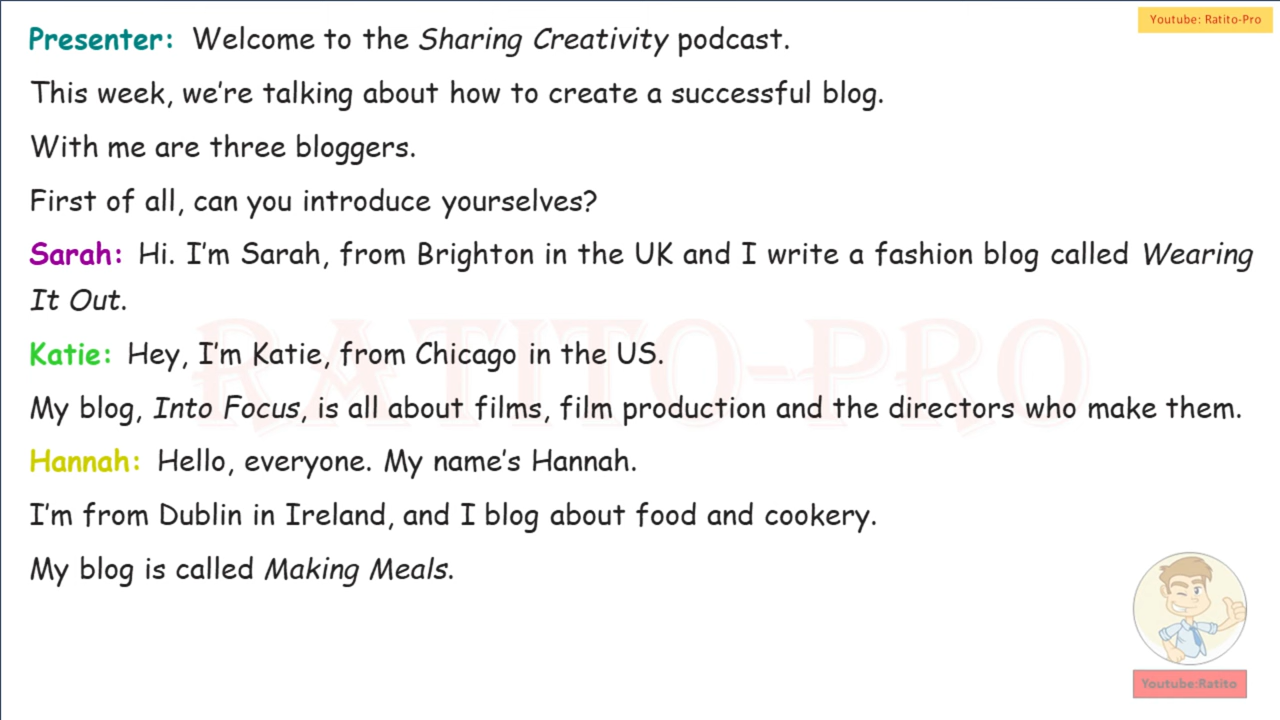 Youtube: Ratito-Pro
Presenter: Welcome to the Sharing Creativity podcast.
This week, we're talking about how to create a successful blog.
With me are three bloggers.
First of all, can you introduce yourselves?
Sarah: Hi. I'm Sarah, from Brighton in the UK and I write a fashion blog called Wearing
It Out.
RATITO-PRO
Katie: Hey, I'm Katie, from Chicago in the US.
My blog, Into Focus, is all about films, film production and the directors who make them.
Hannah: Hello, everyone. My name's Hannah.
I'm from Dublin in Ireland, and I blog about food and cookery.
My blog is called Making Meals.
Youtube:Ratito